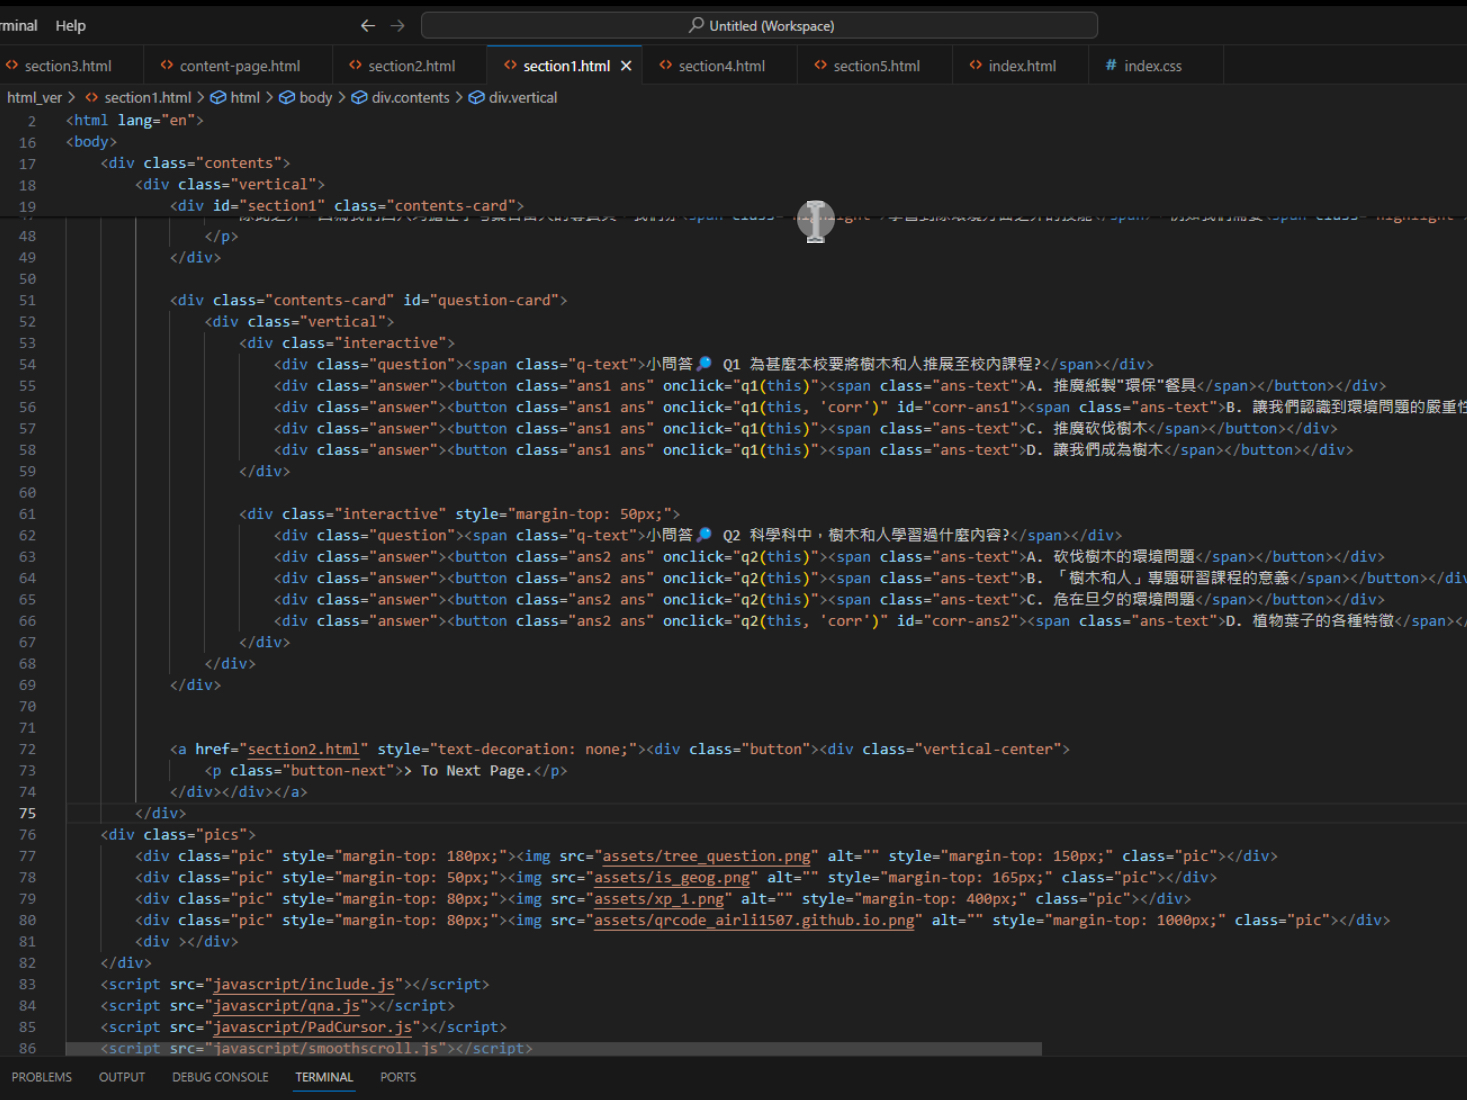 rminal Help
Untitled (Workspace)
section3.html content-page.html section2.html section1.html section4.html section5.html index.html # index.css
html_ver > section1.html > html > body > div.contents > div.vertical
2 <html lang="en">
16 <body>
17 <div class="contents">
18 <div class="vertical">
19 <div id="section1" class="contents-card">
48 </p>
49 </div>
50
51 <div class="contents-card" id="question-card">
52 <div class="vertical">
53 <div class="interactive">
54 <div class="question"><span class="q-text">小問答🔎 Q1 為甚麼本校要將樹木和人推展至校內課程?</span></div>
55 <div class="answer"><button class="ans1 ans" onclick="q1(this)"><span class="ans-text">A. 推廣紙製"環保"餐具</span></button></div>
56 <div class="answer"><button class="ans1 ans" onclick="q1(this, 'corr')" id="corr-ans1"><span class="ans-text">B. 讓我們認識到環境問題的嚴重性
57 <div class="answer"><button class="ans1 ans" onclick="q1(this)"><span class="ans-text">C. 推廣砍伐樹木</span></button></div>
58 <div class="answer"><button class="ans1 ans" onclick="q1(this)"><span class="ans-text">D. 讓我們成為樹木</span></button></div>
59 </div>
60
61 <div class="interactive" style="margin-top: 50px;">
62 <div class="question"><span class="q-text">小問答🔎 Q2 科學科中，樹木和人學習過什麼內容?</span></div>
63 <div class="answer"><button class="ans2 ans" onclick="q2(this)"><span class="ans-text">A. 砍伐樹木的環境問題</span></button></div>
64 <div class="answer"><button class="ans2 ans" onclick="q2(this)"><span class="ans-text">B. 「樹木和人」專題研習課程的意義</span></button></div
65 <div class="answer"><button class="ans2 ans" onclick="q2(this)"><span class="ans-text">C. 危在旦夕的環境問題</span></button></div>
66 <div class="answer"><button class="ans2 ans" onclick="q2(this, 'corr')" id="corr-ans2"><span class="ans-text">D. 植物葉子的各種特徵</span></
67 </div>
68 </div>
69 </div>
70
71
72 <a href="section2.html" style="text-decoration: none;"><div class="button"><div class="vertical-center">
73 <p class="button-next">> To Next Page.</p>
74 </div></div></a>
75 </div>
76 <div class="pics">
77 <div class="pic" style="margin-top: 180px;"><img src="assets/tree_question.png" alt="" style="margin-top: 150px;" class="pic"></div>
78 <div class="pic" style="margin-top: 50px;"><img src="assets/is_geog.png" alt="" style="margin-top: 165px;" class="pic"></div>
79 <div class="pic" style="margin-top: 80px;"><img src="assets/xp_1.png" alt="" style="margin-top: 400px;" class="pic"></div>
80 <div class="pic" style="margin-top: 80px;"><img src="assets/qrcode_airli1507.github.io.png" alt="" style="margin-top: 1000px;" class="pic"></div>
81 <div ></div>
82 </div>
83 <script src="javascript/include.js"></script>
84 <script src="javascript/qna.js"></script>
85 <script src="javascript/PadCursor.js"></script>
86 <script src="javascript/smoothscroll.js"></script>
PROBLEMS OUTPUT DEBUG CONSOLE TERMINAL PORTS